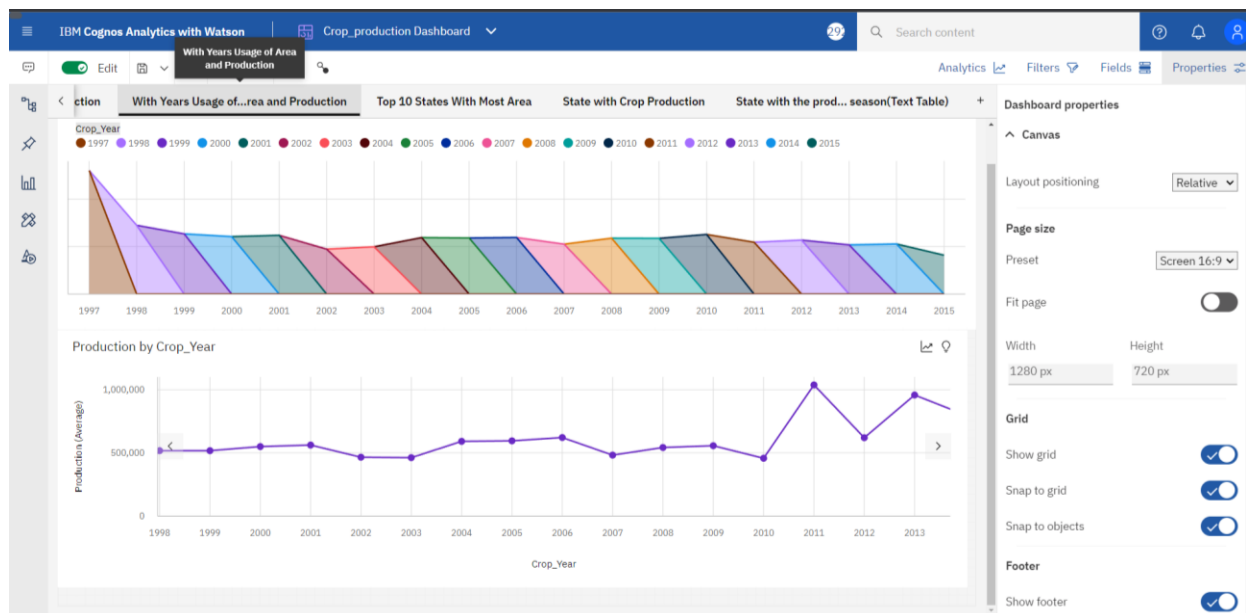 IBM Cognos Analytics with Watson
Crop_production Dashboard
292
Search content
With Years Usage of Area
and Production
Edit
Analytics
Filters
Fields
Properties
ction
With Years Usage of...rea and Production
Top 10 States With Most Area
State with Crop Production
State with the prod... season(Text Table)
+
Crop_Year
1997 1998 1999 2000 2001 2002 2003 2004 2005 2006 2007 2008 2009 2010 2011 2012 2013 2014 2015
1997 1998 1999 2000 2001 2002 2003 2004 2005 2006 2007 2008 2009 2010 2011 2012 2013 2014 2015
Production by Crop_Year
Production (Average)
1,000,000
500,000
0
1998 1999 2000 2001 2002 2003 2004 2005 2006 2007 2008 2009 2010 2011 2012 2013
Crop_Year
Dashboard properties
Canvas
Layout positioning
Relative
Page size
Preset
Screen 16:9
Fit page
Width
Height
1280 px
720 px
Grid
Show grid
Snap to grid
Snap to objects
Footer
Show footer